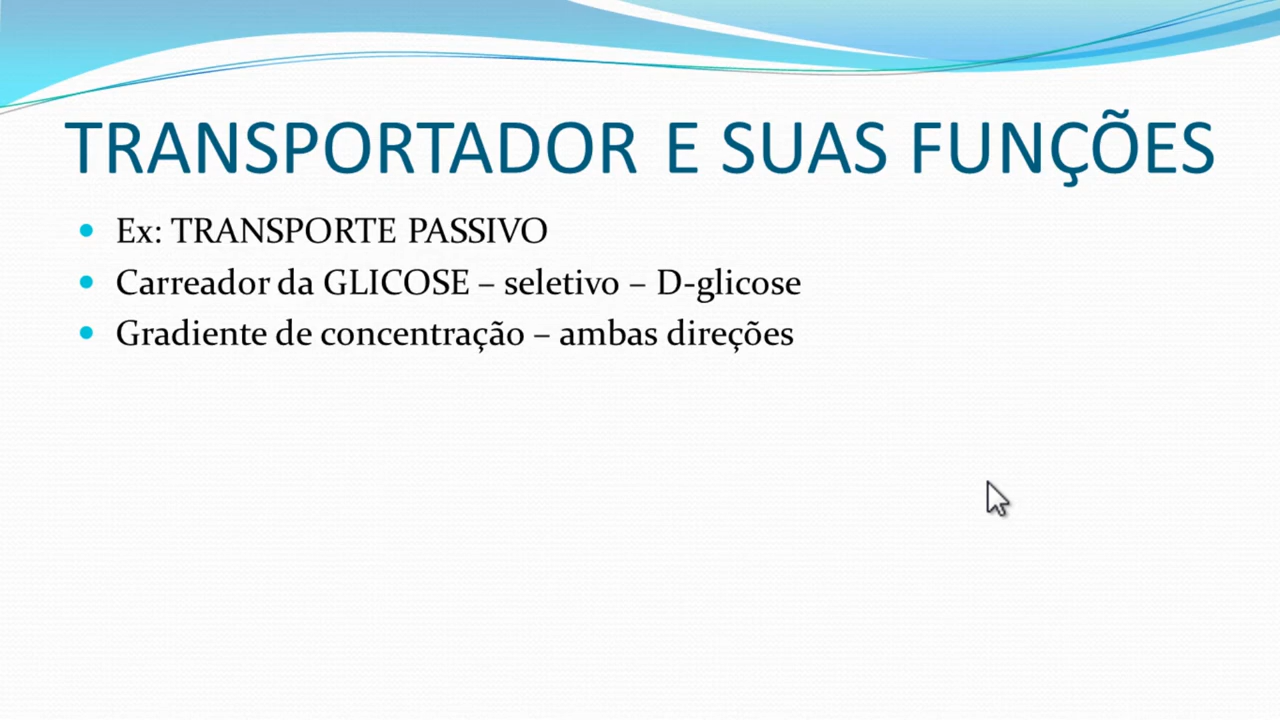 TRANSPORTADOR E SUAS FUNÇÕES
Ex: TRANSPORTE PASSIVO
Carreador da GLICOSE – seletivo – D-glicose
Gradiente de concentração – ambas direções